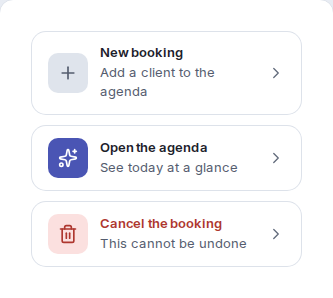 New booking
Add a client to the
agenda
Open the agenda
See today at a glance
Cancel the booking
This cannot be undone